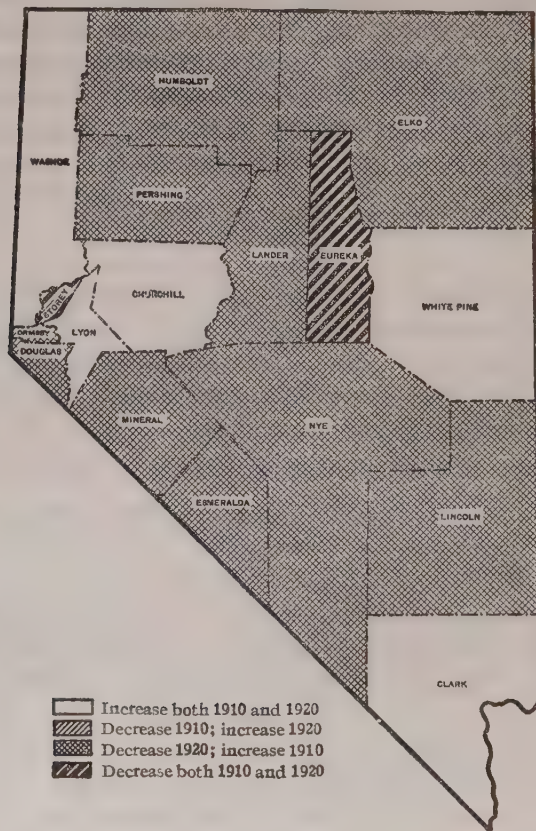 HUMBOLDT
ELKO
WASHOE
PERSHING
LANDER
EUREKA
CHURCHILL
WHITE PINE
STOREY
ORMSBY
LYON
DOUGLAS
MINERAL
NYE
ESMERALDA
LINCOLN
CLARK
Increase both 1910 and 1920
Decrease 1910; increase 1920
Decrease 1920; increase 1910
Decrease both 1910 and 1920